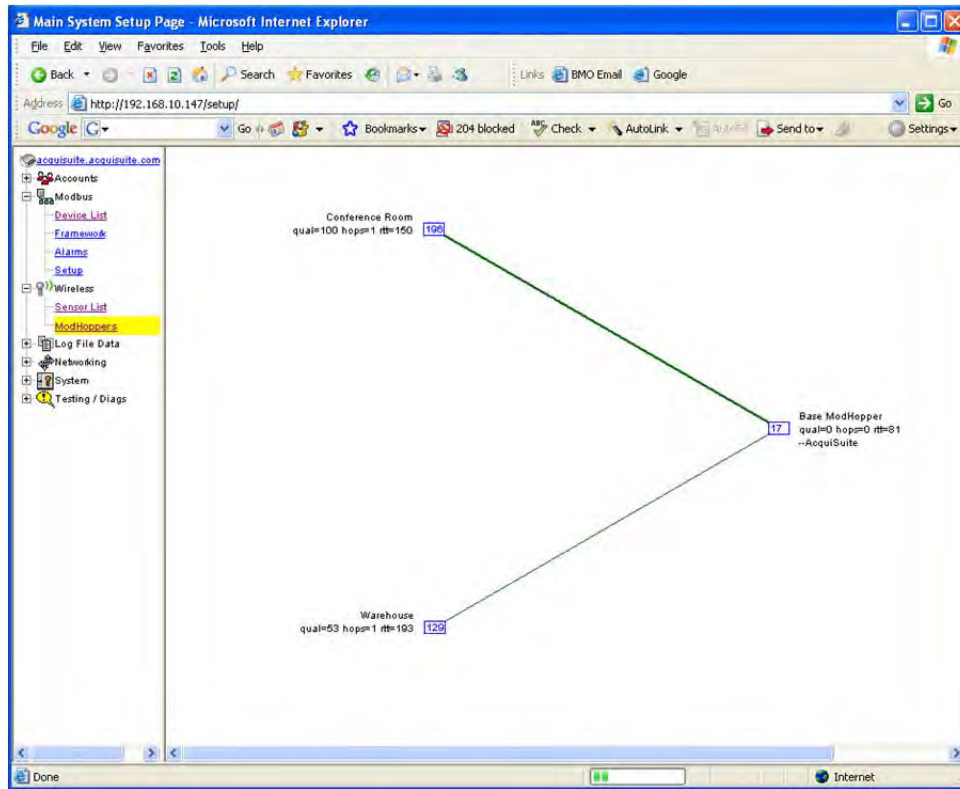 Main System Setup Page - Microsoft Internet Explorer
File Edit View Favorites Tools Help
Back Search Favorites Links BMO Email Google
Address http://192.168.10.147/setup/ Go
Google G Go Bookmarks 204 blocked ABC Check AutoLink AutoFill Send to Settings
acquisuite.acquisuite.com
Accounts
Modbus
Device List
Framework
Alarms
Setup
Wireless
Sensor List
ModHoppers
Log File Data
Networking
System
Testing / Diags
Conference Room
qual=100 hops=1 rtt=150 196
Base ModHopper
17 qual=0 hops=0 rtt=81
--AcquiSuite
Warehouse
qual=53 hops=1 rtt=193 129
Done Internet